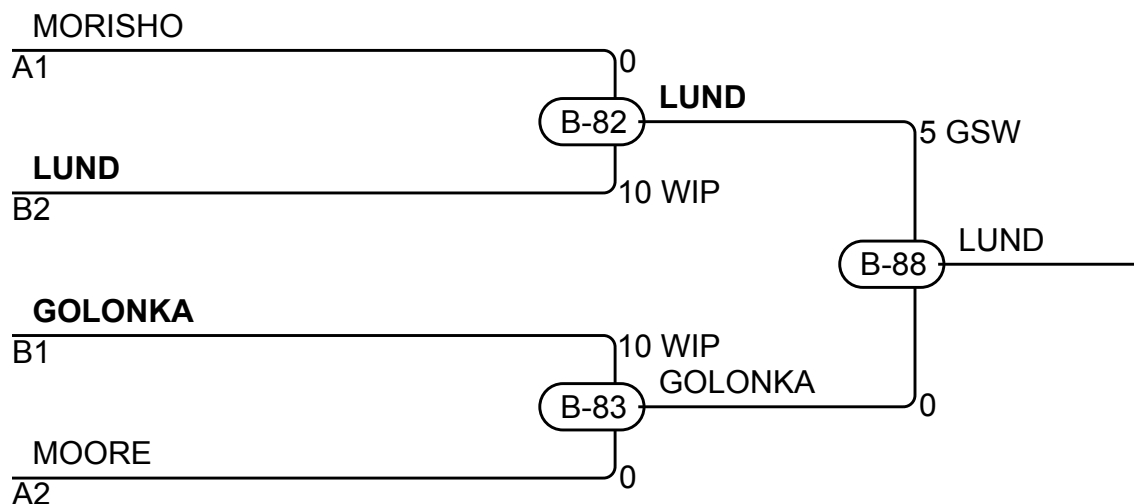 MORISHO
A1
0
B-82
LUND
5 GSW
LUND
B2
10 WIP
B-88
LUND
GOLONKA
B1
10 WIP
B-83
GOLONKA
0
MOORE
A2
0